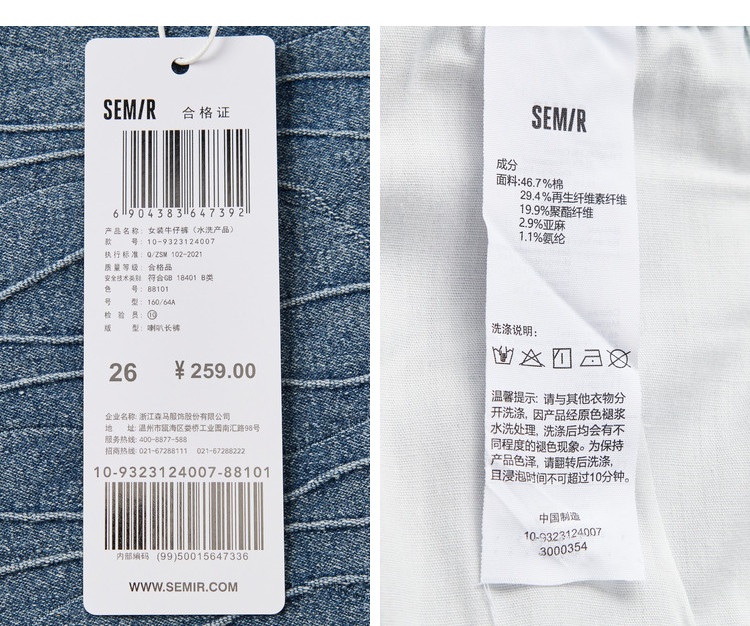 SEMIR 合格证
6 904383 647392
产品名称: 女装牛仔裤（水洗产品）
款 号: 10-9323124007
执行标准: Q/ZSM 102-2021
质量等级: 合格品
安全技术类别 符合GB 18401 B类
色 号: 88101
号 型: 160/64A
检 验 员: 10
版 型: 喇叭长裤
26 ¥ 259.00
企业名称: 浙江森马服饰股份有限公司
地 址: 温州市瓯海区娄桥工业园南汇路98号
服务热线: 400-8877-588
招商热线: 021-67288111 021-67288222
10-9323124007-88101
内部编码 (99)50015647336
WWW.SEMIR.COM
SEMIR
成分
面料:46.7%棉
29.4%再生纤维素纤维
19.9%聚酯纤维
2.9%亚麻
1.1%氨纶
洗涤说明:
温馨提示: 请与其他衣物分
开洗涤, 因产品经原色褪浆
水洗处理, 洗涤后均会有不
同程度的褪色现象。为保持
产品色泽, 请翻转后洗涤,
且浸泡时间不可超过10分钟。
中国制造
10-9323124007
3000354